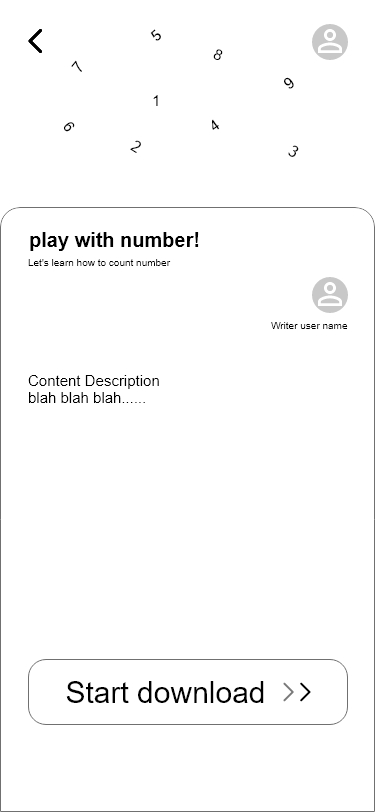 5
8
7
9
1
6
4
2
3
play with number!
Let's learn how to count number
Writer user name
Content Description
blah blah blah......
Start download